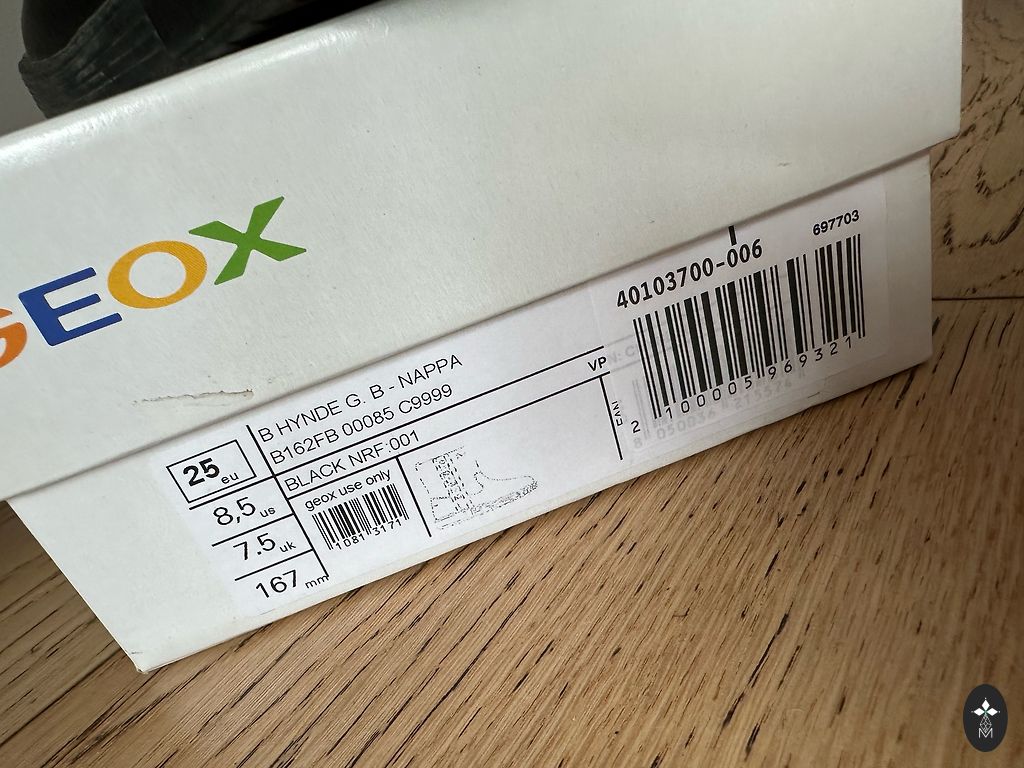 GEOX
697703
40103700-006
2 100005 969321
B HYNDE G. B - NAPPA
VP
B162FB 00085 C9999
BLACK NRF:001
EAN
25 eu
8,5 us
7.5 uk
167 mm
geox use only
1081 3171
M